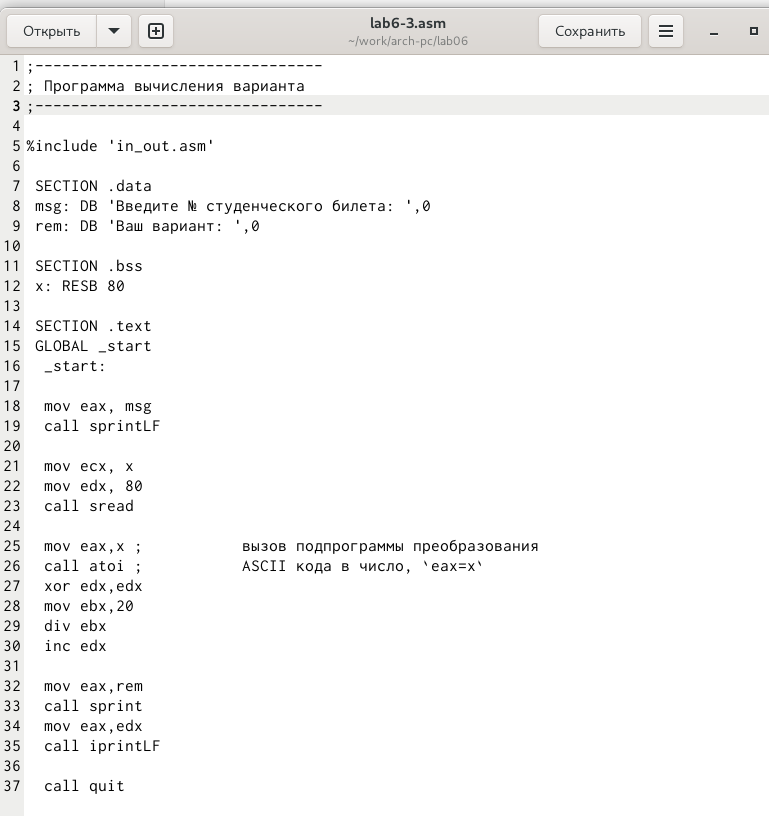 Открыть
lab6-3.asm
~/work/arch-pc/lab06
Сохранить
1 ;--------------------------------
2 ; Программа вычисления варианта
3 ;--------------------------------
4
5 %include 'in_out.asm'
6
7 SECTION .data
8 msg: DB 'Введите № студенческого билета: ',0
9 rem: DB 'Ваш вариант: ',0
10
11 SECTION .bss
12 x: RESB 80
13
14 SECTION .text
15 GLOBAL _start
16 _start:
17
18 mov eax, msg
19 call sprintLF
20
21 mov ecx, x
22 mov edx, 80
23 call sread
24
25 mov eax,x ; вызов подпрограммы преобразования
26 call atoi ; ASCII кода в число, `eax=x`
27 xor edx,edx
28 mov ebx,20
29 div ebx
30 inc edx
31
32 mov eax,rem
33 call sprint
34 mov eax,edx
35 call iprintLF
36
37 call quit